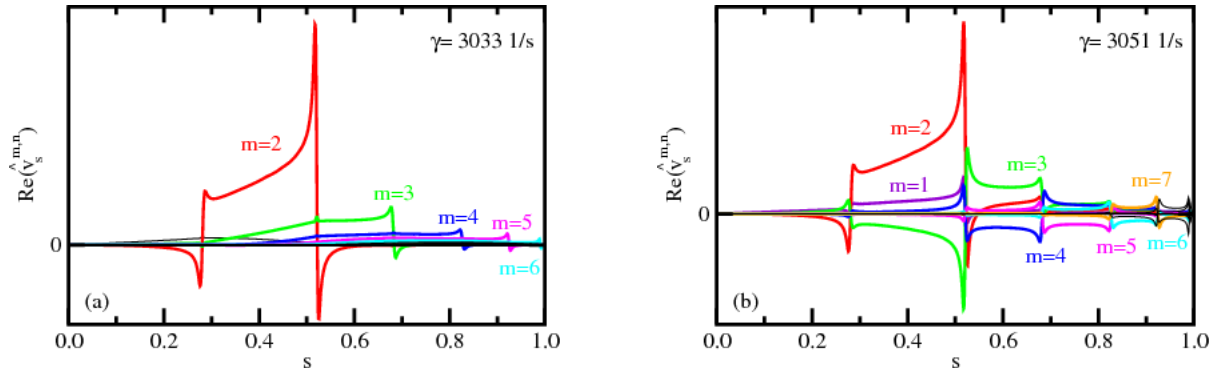 γ= 3033 1/s
m=2
m=3
m=4
m=5
m=6
0
(a)
Re(v̂_s^{m,n})
0.0 0.2 0.4 0.6 0.8 1.0
s
γ= 3051 1/s
m=2
m=3
m=1
m=7
0
m=4
m=5
m=6
(b)
Re(v̂_s^{m,n})
0.0 0.2 0.4 0.6 0.8 1.0
s